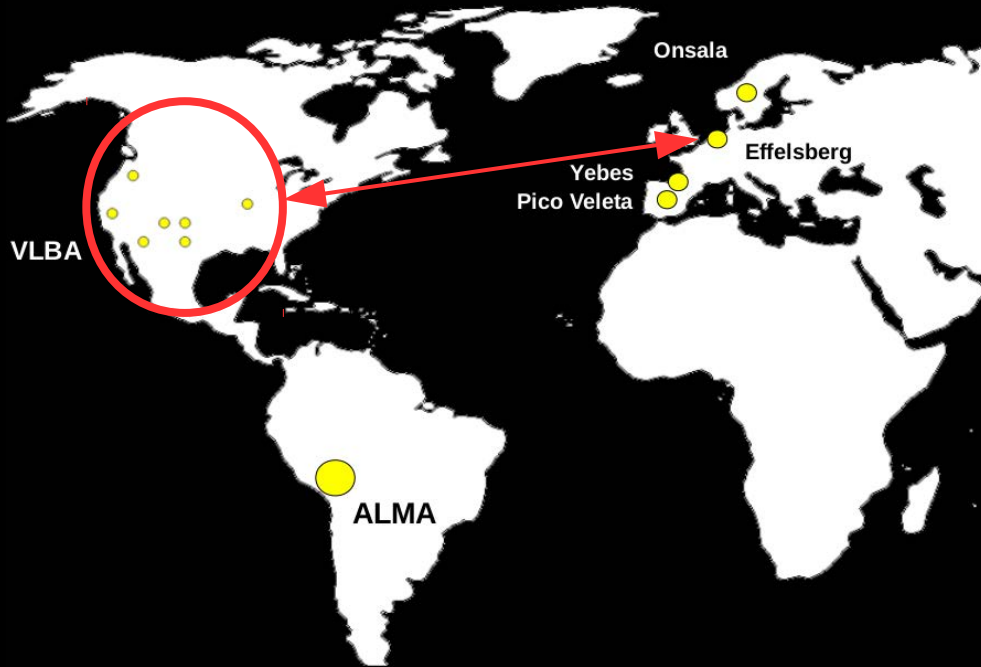 Onsala
Effelsberg
Yebes
Pico Veleta
VLBA
ALMA